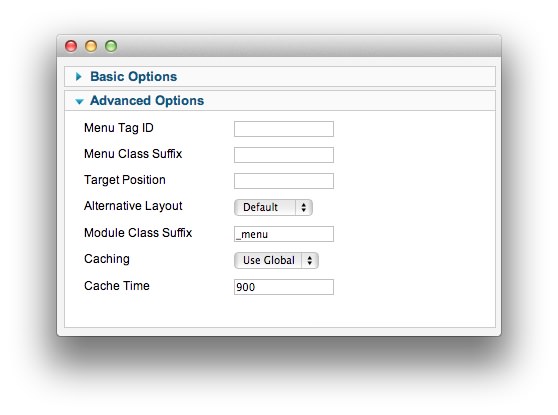 Basic Options
Advanced Options
Menu Tag ID
Menu Class Suffix
Target Position
Alternative Layout Default
Module Class Suffix _menu
Caching Use Global
Cache Time 900